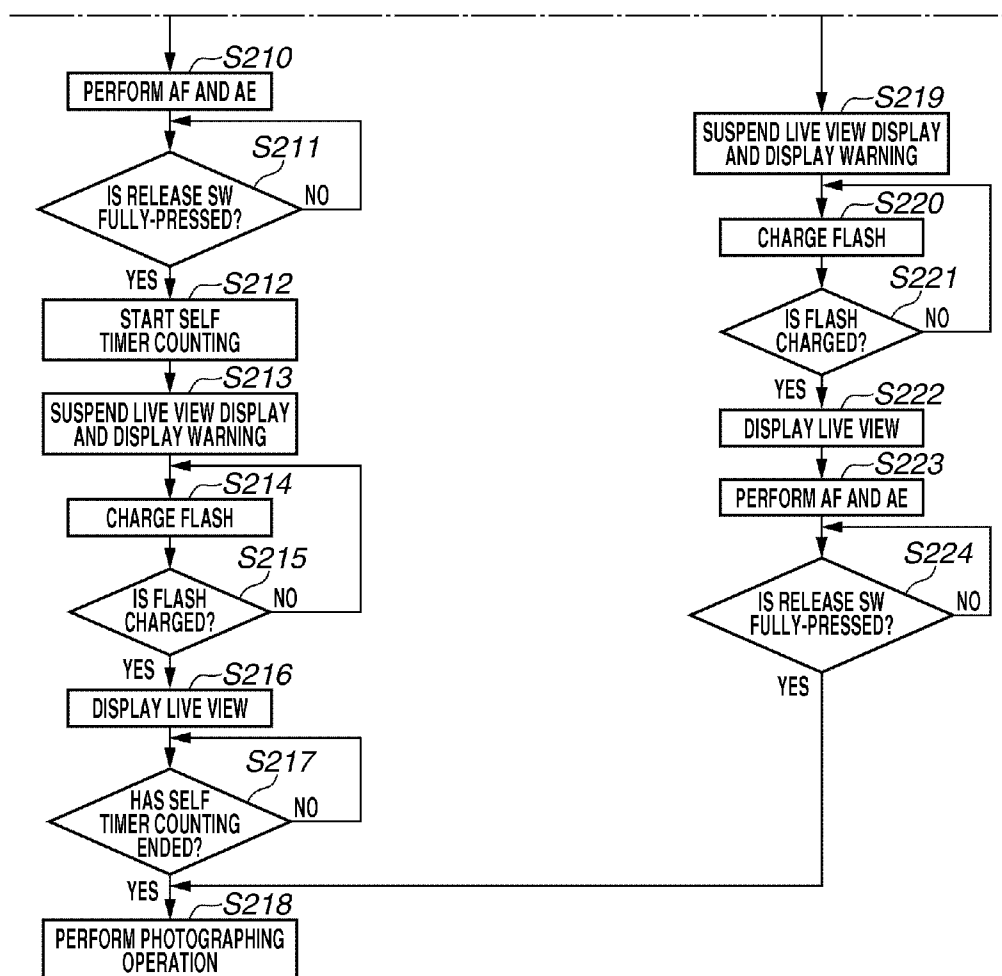 S210
PERFORM AF AND AE
S211
IS RELEASE SW
FULLY-PRESSED?
NO
YES
S212
START SELF
TIMER COUNTING
S213
SUSPEND LIVE VIEW DISPLAY
AND DISPLAY WARNING
S214
CHARGE FLASH
S215
IS FLASH
CHARGED?
NO
YES
S216
DISPLAY LIVE VIEW
S217
HAS SELF
TIMER COUNTING
ENDED?
NO
YES
S218
PERFORM PHOTOGRAPHING
OPERATION
S219
SUSPEND LIVE VIEW DISPLAY
AND DISPLAY WARNING
S220
CHARGE FLASH
S221
IS FLASH
CHARGED?
NO
YES
S222
DISPLAY LIVE VIEW
S223
PERFORM AF AND AE
S224
IS RELEASE SW
FULLY-PRESSED?
NO
YES